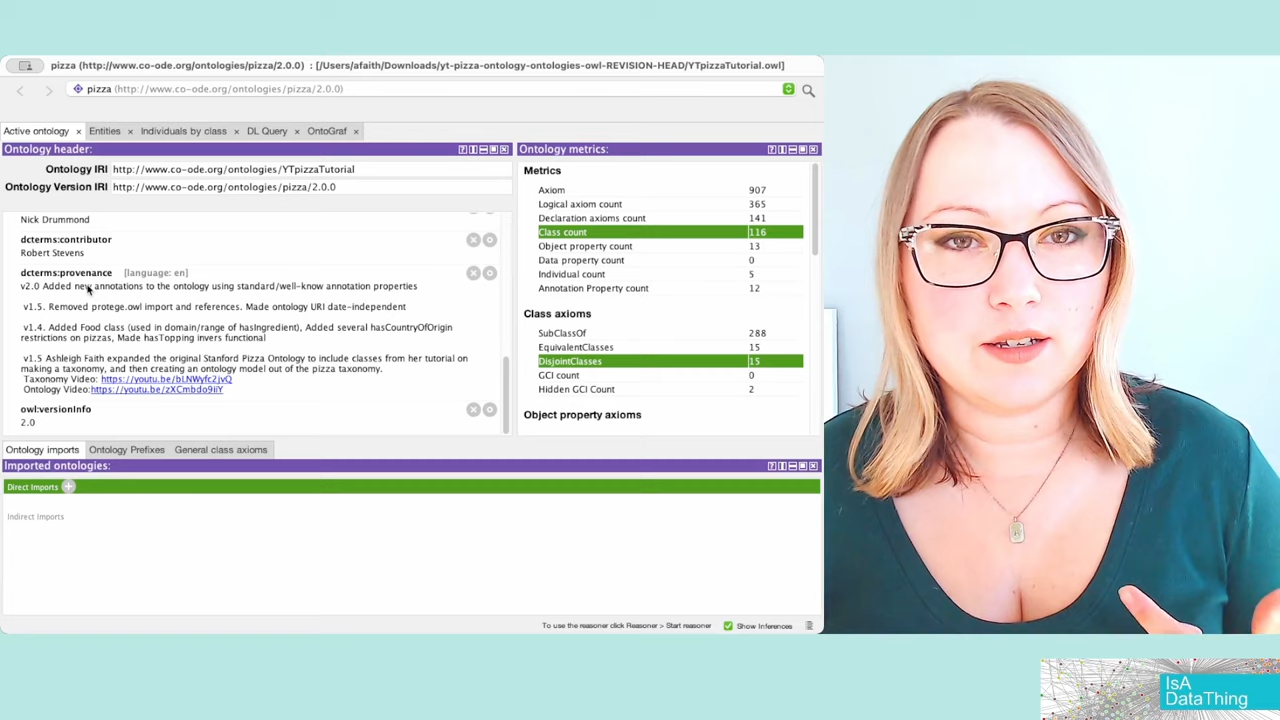 pizza (http://www.co-ode.org/ontologies/pizza/2.0.0) : [/Users/afaith/Downloads/yt-pizza-ontology-ontologies-owl-REVISION-HEAD/YTpizzaTutorial.owl]
pizza (http://www.co-ode.org/ontologies/pizza/2.0.0)
Active ontology × Entities × Individuals by class × DL Query × OntoGraf ×
Ontology header:
Ontology IRI http://www.co-ode.org/ontologies/YTpizzaTutorial
Ontology Version IRI http://www.co-ode.org/ontologies/pizza/2.0.0
Nick Drummond
dcterms:contributor
Robert Stevens
dcterms:provenance [language: en]
v2.0 Added new annotations to the ontology using standard/well-know annotation properties
v1.5. Removed protege.owl import and references. Made ontology URI date-independent
v1.4. Added Food class (used in domain/range of hasIngredient), Added several hasCountryOfOrigin
restrictions on pizzas, Made hasTopping invers functional
v1.5 Ashleigh Faith expanded the original Stanford Pizza Ontology to include classes from her tutorial on
making a taxonomy, and then creating an ontology model out of the pizza taxonomy.
Taxonomy Video: https://youtu.be/bLNWyfc2jvQ
Ontology Video:https://youtu.be/zXCmbdo9iiY
owl:versionInfo
2.0
Ontology metrics:
Metrics
Axiom 907
Logical axiom count 365
Declaration axioms count 141
Class count 116
Object property count 13
Data property count 0
Individual count 5
Annotation Property count 12
Class axioms
SubClassOf 288
EquivalentClasses 15
DisjointClasses 15
GCI count 0
Hidden GCI Count 2
Object property axioms
Ontology imports Ontology Prefixes General class axioms
Imported ontologies:
Direct Imports +
Indirect Imports
To use the reasoner click Reasoner > Start reasoner Show Inferences
IsA
DataThing